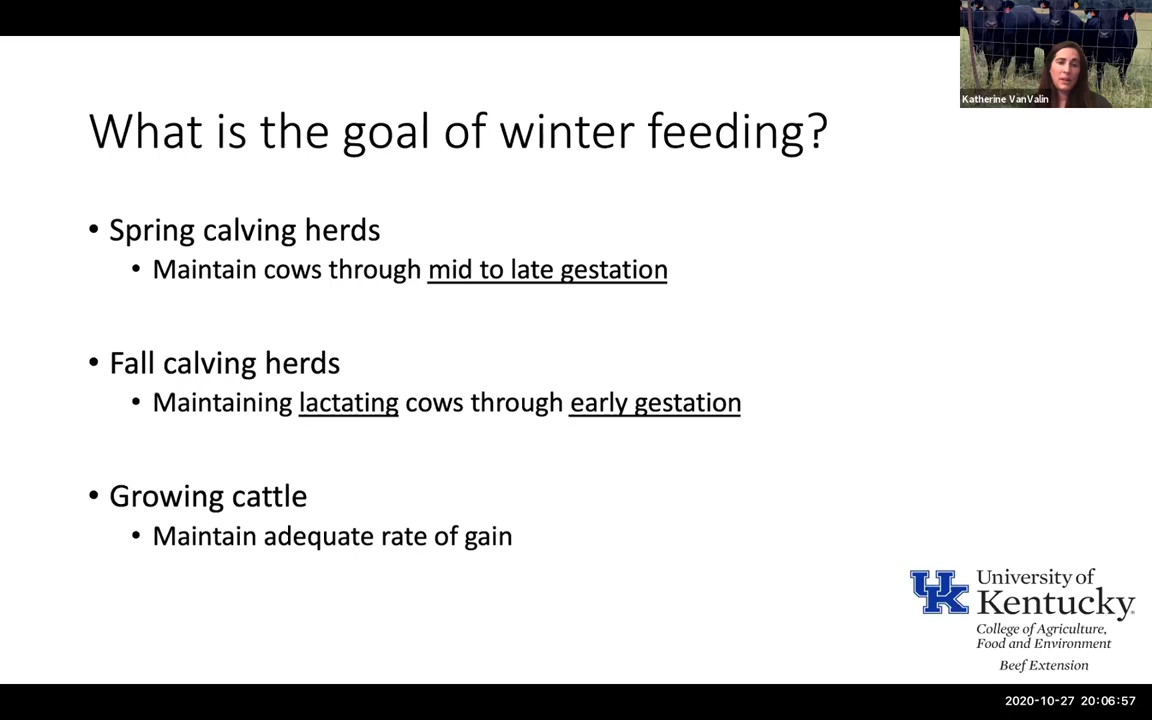 Katherine VanValin
What is the goal of winter feeding?
• Spring calving herds
• Maintain cows through mid to late gestation
• Fall calving herds
• Maintaining lactating cows through early gestation
• Growing cattle
• Maintain adequate rate of gain
UK
University of
Kentucky®
College of Agriculture,
Food and Environment
Beef Extension
2020-10-27 20:06:57